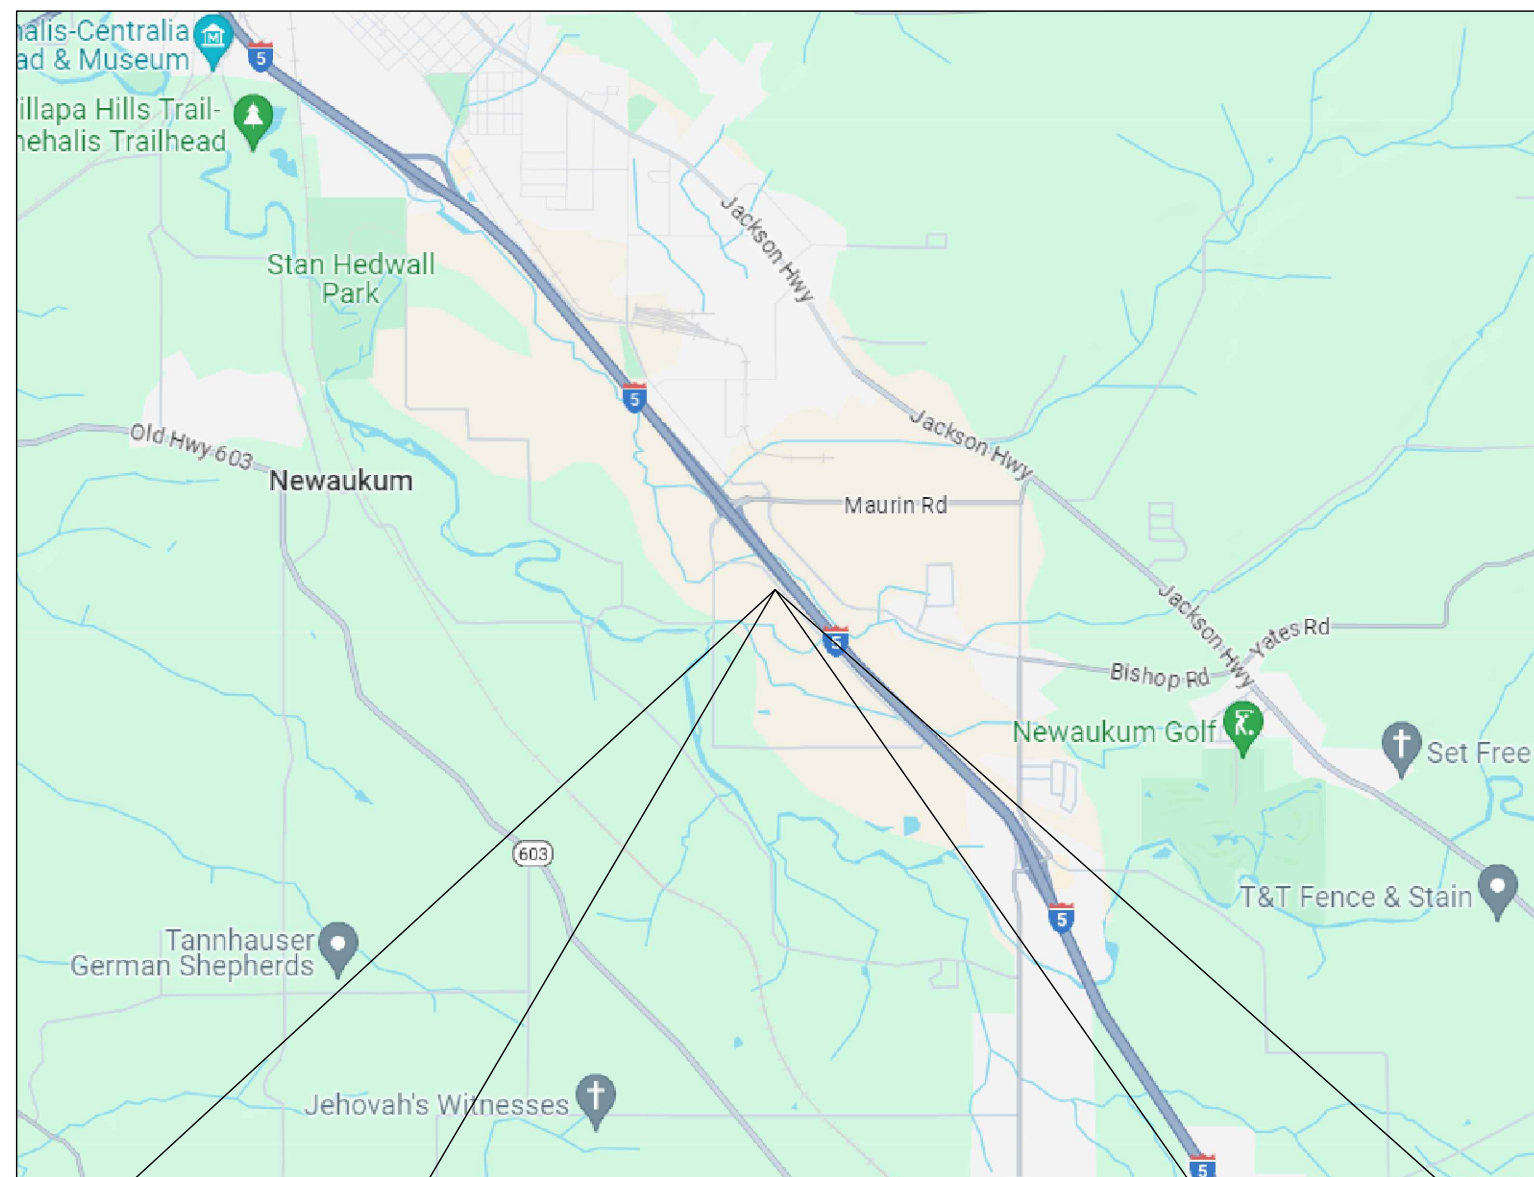 halis-Centralia
ad & Museum
5
illapa Hills Trail-
hehalis Trailhead
Jackson Hwy
Stan Hedwall
Park
5
Jackson Hwy
Old Hwy 603
Newaukum
Maurin Rd
Jackson Hwy
Yates Rd
5
Bishop Rd
Newaukum Golf
Set Free
603
T&T Fence & Stain
5
Tannhauser
German Shepherds
Jehovah's Witnesses
5